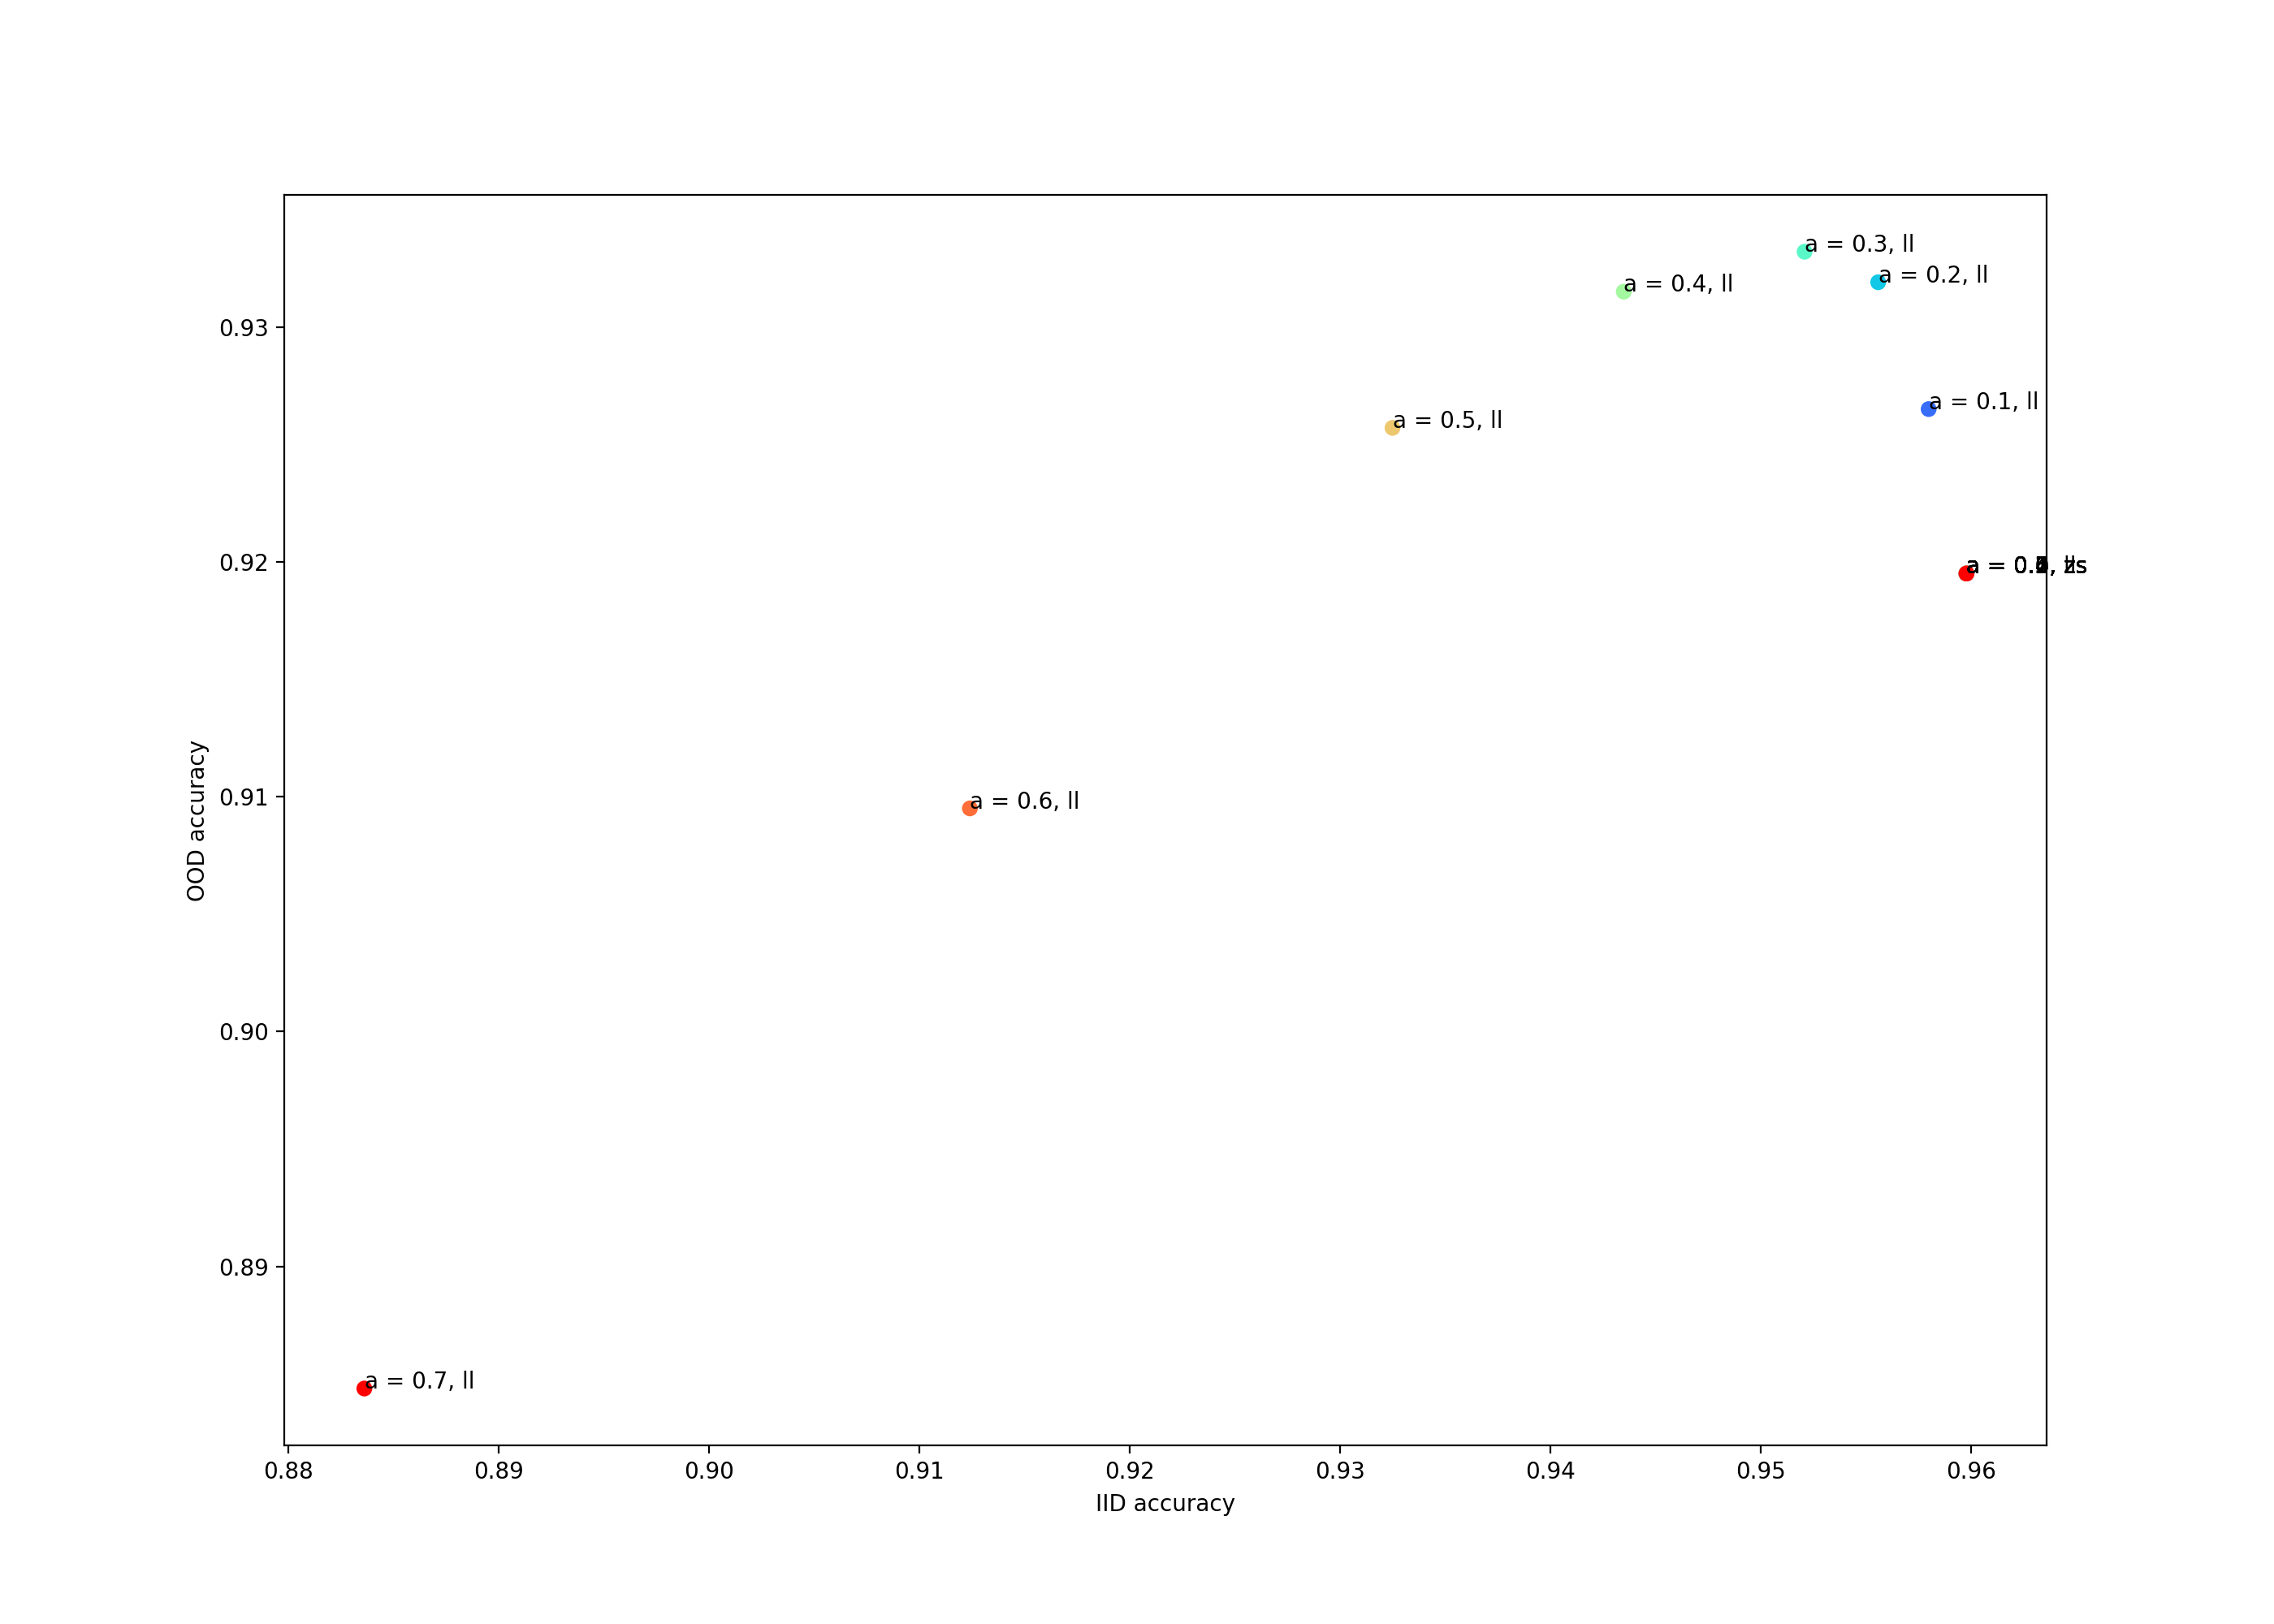 a = 0.3, ll
a = 0.2, ll
a = 0.4, ll
0.93
a = 0.1, ll
a = 0.5, ll
0.92
0.91
a = 0.6, ll
OOD accuracy
0.90
0.89
a = 0.7, ll
0.88 0.89 0.90 0.91 0.92 0.93 0.94 0.95 0.96
IID accuracy